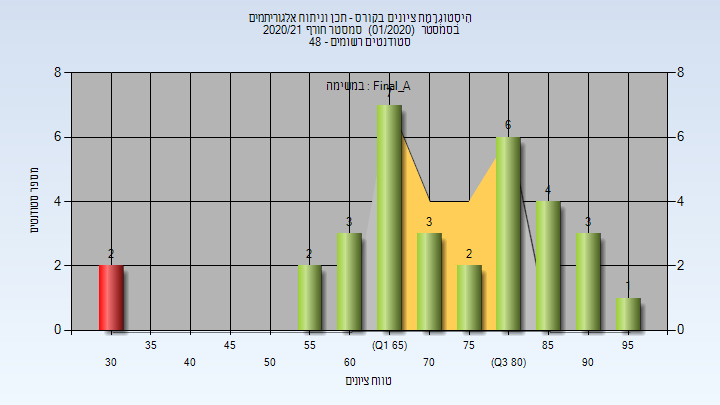 היסטוגרמת ציונים בקורס - תכן וניתוח אלגוריתמים
בסמסטר (01/2020) סמסטר חורף 2020/21
סטודנטים רשומים - 48
במשימה : Final_A
8 8
6 6
4 4
2 2
0 0
מספר סטודנטים
2 2 3 7 3 2 6 4 3 1
35 45 55 (Q1 65) 75 85 95
30 40 50 60 70 (Q3 80) 90
טווח ציונים